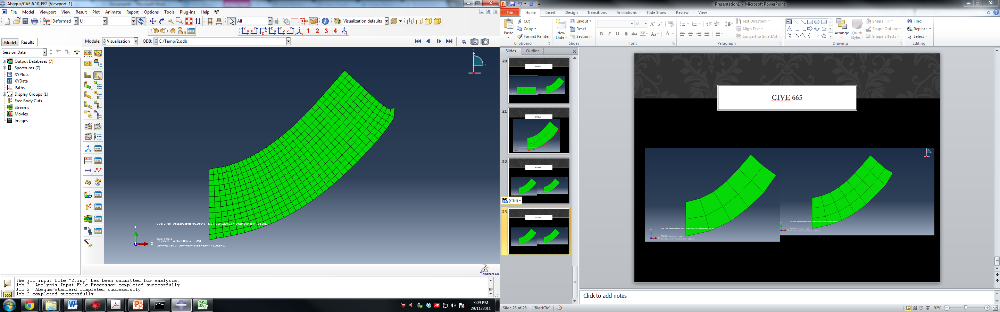 Abaqus/CAE 6.10-EF2 [Viewport: 1]
File Model Viewport View Result Plot Animate Report Options Tools Plug-ins Help
Deformed U All Visualization defaults
1 2 3 4
Model Results
Module: Visualization ODB: C:/Temp/2.odb
Session Data
Output Databases (7)
Spectrums (7)
XYPlots
XYData
Paths
Display Groups (1)
Free Body Cuts
Streams
Movies
Images
ODB: 2.odb Abaqus/Standard 6.10-EF2 Tue Nov 29 15:09:33 Mountain Standard Time 2011
Step: Step-1
Increment 4: Step Time = 1.000
Deformed Var: U Deformation Scale Factor: +1.000e+00
Y
X
Z
SIMULIA
The job input file "2.inp" has been submitted for analysis.
Job 2: Analysis Input File Processor completed successfully.
Job 2: Abaqus/Standard completed successfully.
Job 2 completed successfully.
3:09 PM
29/11/2011
Presentation1 - Microsoft PowerPoint
File Home Insert Design Transitions Animations Slide Show Review View
Paste
Cut
Copy
Format Painter
Clipboard
New Slide
Layout
Reset
Section
Slides
18
Font
Text Direction
Align Text
Convert to SmartArt
Paragraph
Arrange
Quick Styles
Shape Fill
Shape Outline
Shape Effects
Drawing
Find
Replace
Select
Editing
Slides Outline
20
21
22
(Ctrl)
23
CIVE 665
Click to add notes
Slide 23 of 23 "BlackTie" 92%